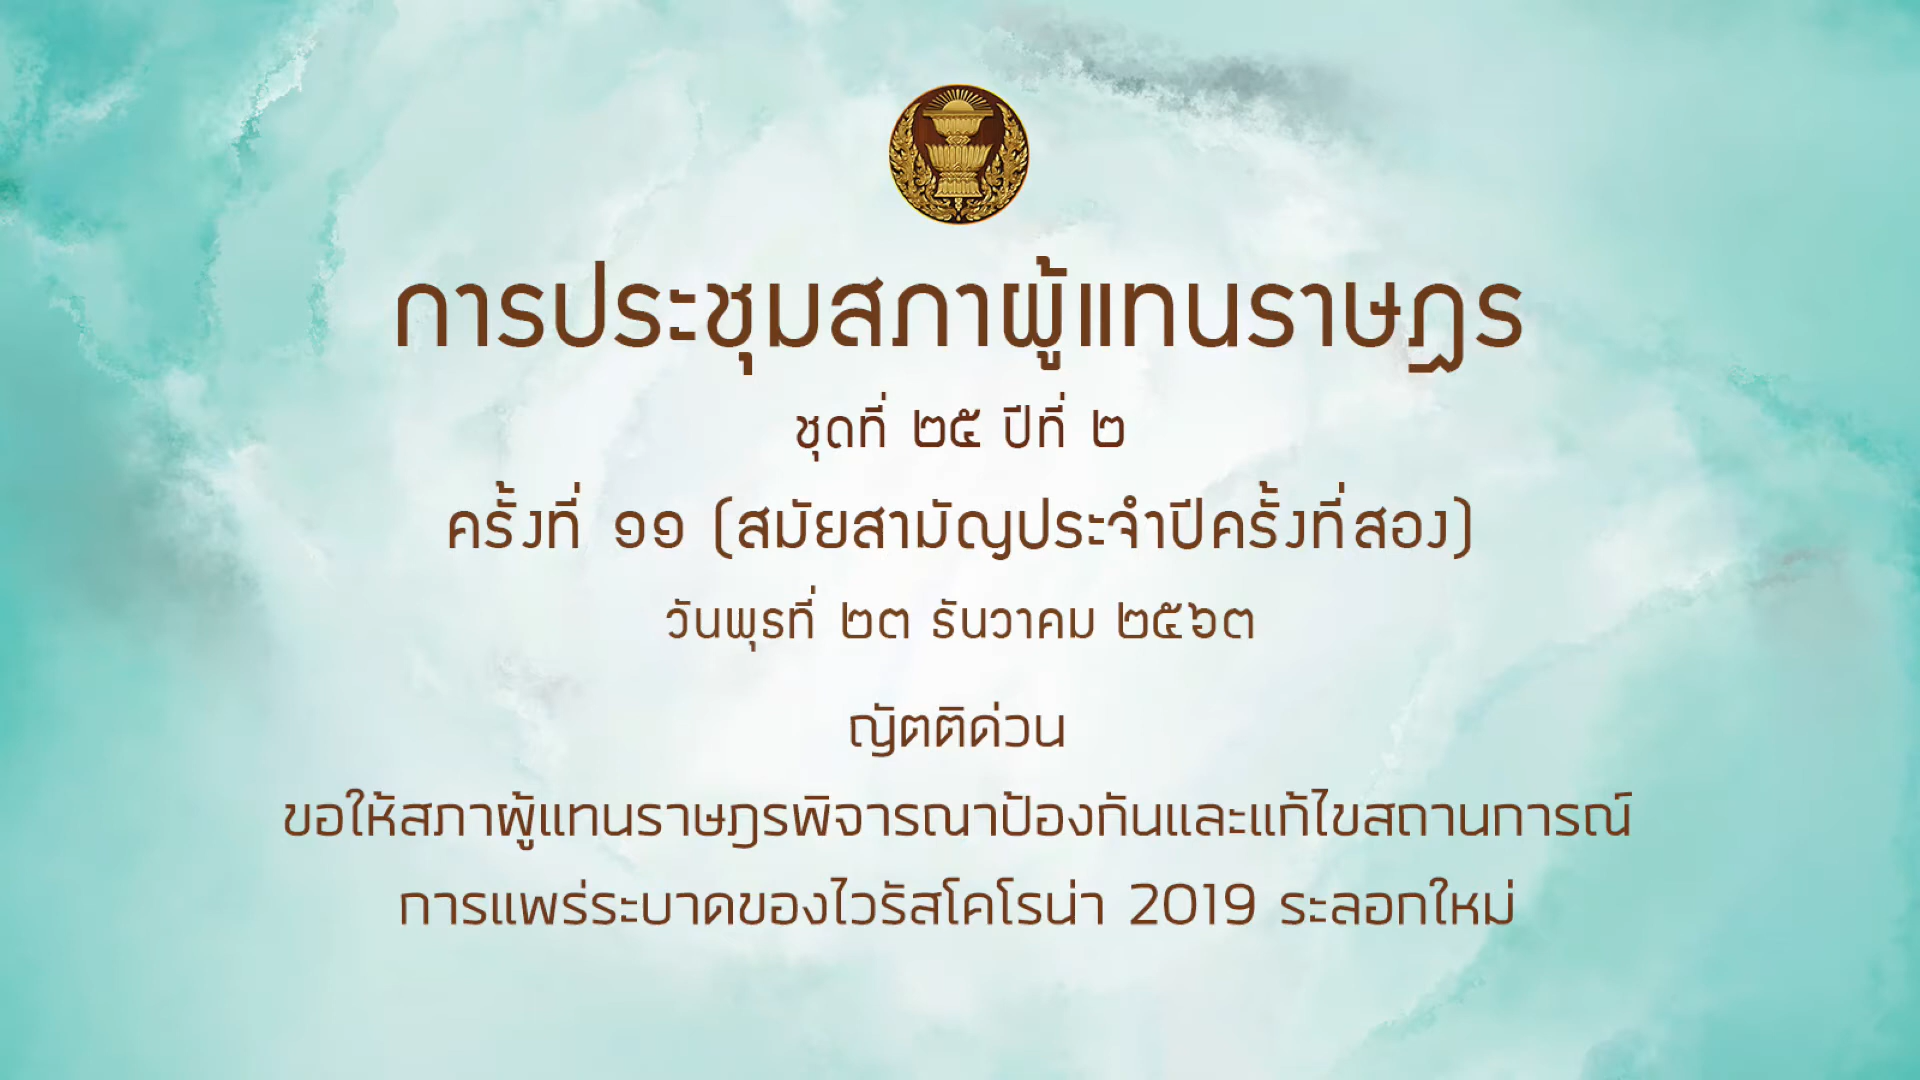 การประชุมสภาผู้แทนราษฎร
ชุดที่ ๒๕ ปีที่ ๒
ครั้งที่ ๑๑ (สมัยสามัญประจำปีครั้งที่สอง)
วันพุธที่ ๒๓ ธันวาคม ๒๕๖๓
ญัตติด่วน
ขอให้สภาผู้แทนราษฎรพิจารณาป้องกันและแก้ไขสถานการณ์
การแพร่ระบาดของไวรัสโคโรน่า 2019 ระลอกใหม่